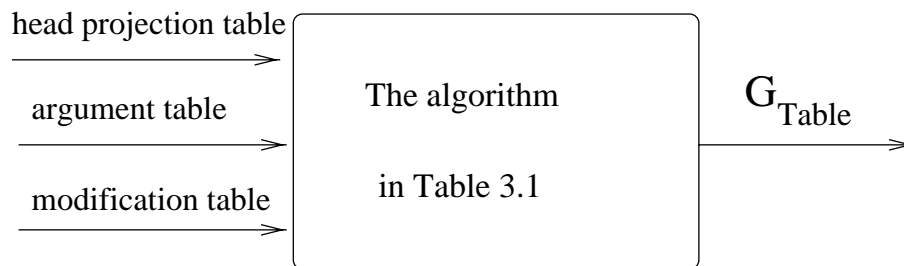 head projection table
argument table
modification table
The algorithm
in Table 3.1
G_Table